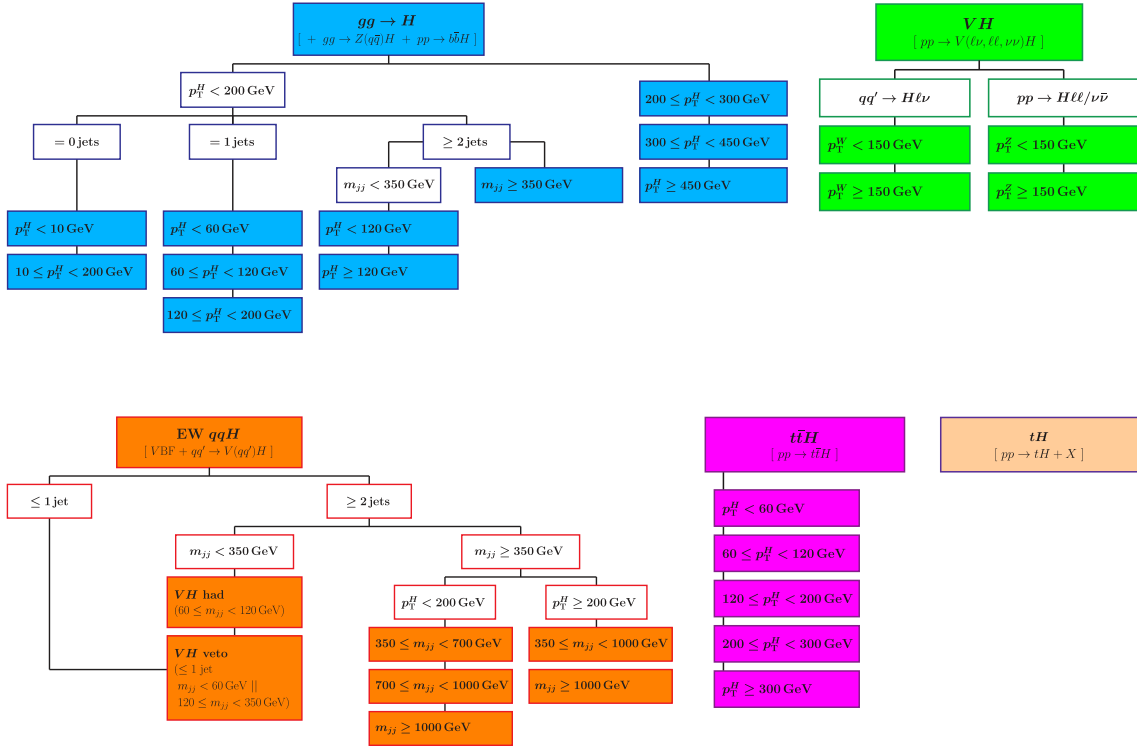 gg → H
[ + gg → Z(qq̄)H + pp → bb̄H ]
p_T^H < 200 GeV
= 0 jets
= 1 jets
≥ 2 jets
m_jj < 350 GeV
m_jj ≥ 350 GeV
p_T^H < 10 GeV
10 ≤ p_T^H < 200 GeV
p_T^H < 60 GeV
60 ≤ p_T^H < 120 GeV
120 ≤ p_T^H < 200 GeV
p_T^H < 120 GeV
p_T^H ≥ 120 GeV
200 ≤ p_T^H < 300 GeV
300 ≤ p_T^H < 450 GeV
p_T^H ≥ 450 GeV
VH
[ pp → V(ℓν, ℓℓ, νν)H ]
qq′ → Hℓν
p_T^W < 150 GeV
p_T^W ≥ 150 GeV
pp → Hℓℓ/νν̄
p_T^Z < 150 GeV
p_T^Z ≥ 150 GeV
EW qqH
[ VBF + qq′ → V(qq′)H ]
≤ 1 jet
≥ 2 jets
m_jj < 350 GeV
VH had
(60 ≤ m_jj < 120 GeV)
VH veto
(≤ 1 jet
m_jj < 60 GeV ||
120 ≤ m_jj < 350 GeV)
m_jj ≥ 350 GeV
p_T^H < 200 GeV
350 ≤ m_jj < 700 GeV
700 ≤ m_jj < 1000 GeV
m_jj ≥ 1000 GeV
p_T^H ≥ 200 GeV
350 ≤ m_jj < 1000 GeV
m_jj ≥ 1000 GeV
tt̄H
[ pp → tt̄H ]
p_T^H < 60 GeV
60 ≤ p_T^H < 120 GeV
120 ≤ p_T^H < 200 GeV
200 ≤ p_T^H < 300 GeV
p_T^H ≥ 300 GeV
tH
[ pp → tH + X ]